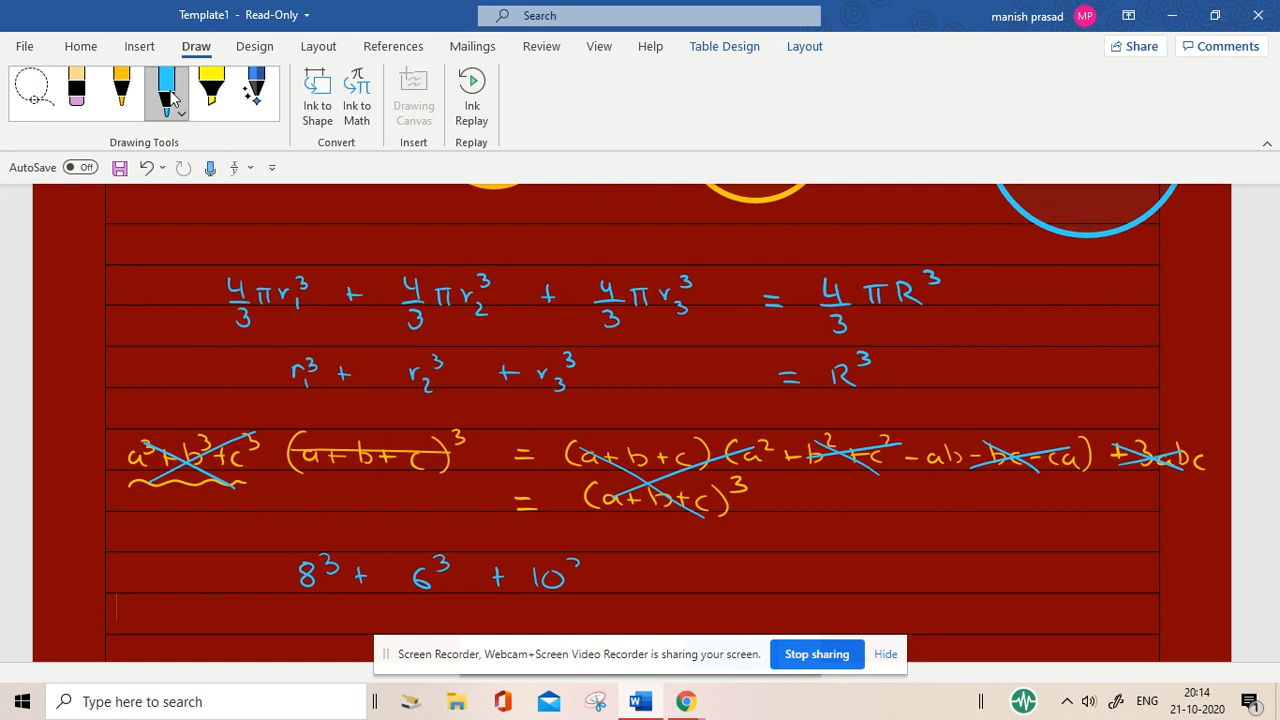 Template1 - Read-Only
Search
manish prasad MP
File Home Insert Draw Design Layout References Mailings Review View Help Table Design Layout Share Comments
Ink to Shape Ink to Math Drawing Canvas Ink Replay
Drawing Tools Convert Insert Replay
AutoSave Off
4/3 πr₁³ + 4/3 πr₂³ + 4/3 πr₃³ = 4/3 πR³
r₁³ + r₂³ + r₃³ = R³
a³+b³+c³ (a+b+c)³ = (a+b+c)(a²+b²+c²-ab-bc-ca) +3abc
= (a+b+c)³
8³ + 6³ + 10³
Screen Recorder, Webcam+Screen Video Recorder is sharing your screen. Stop sharing Hide
Type here to search
ENG 20:14
21-10-2020